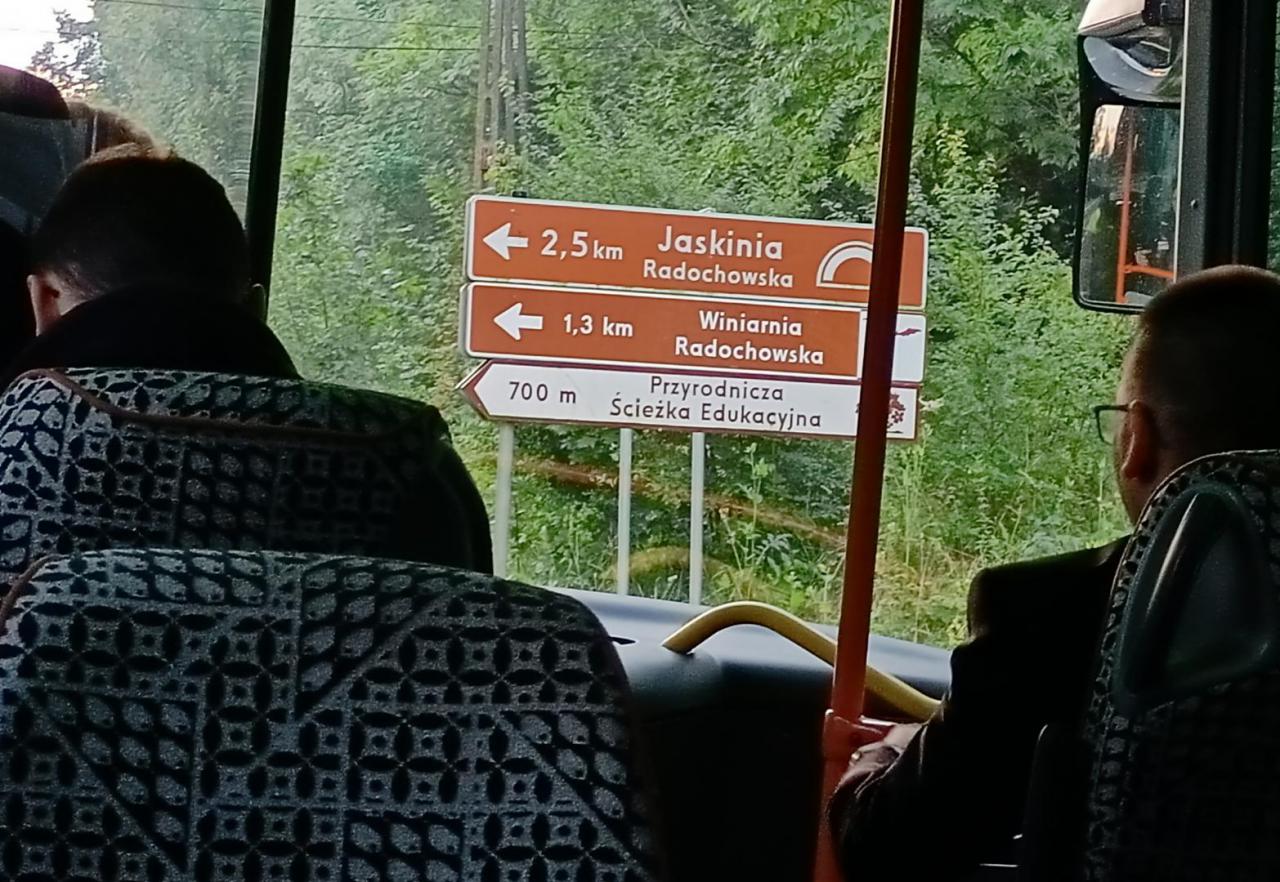 2,5 km Jaskinia
Radochowska
1,3 km Winiarnia
Radochowska
700 m Przyrodnicza
Ścieżka Edukacyjna